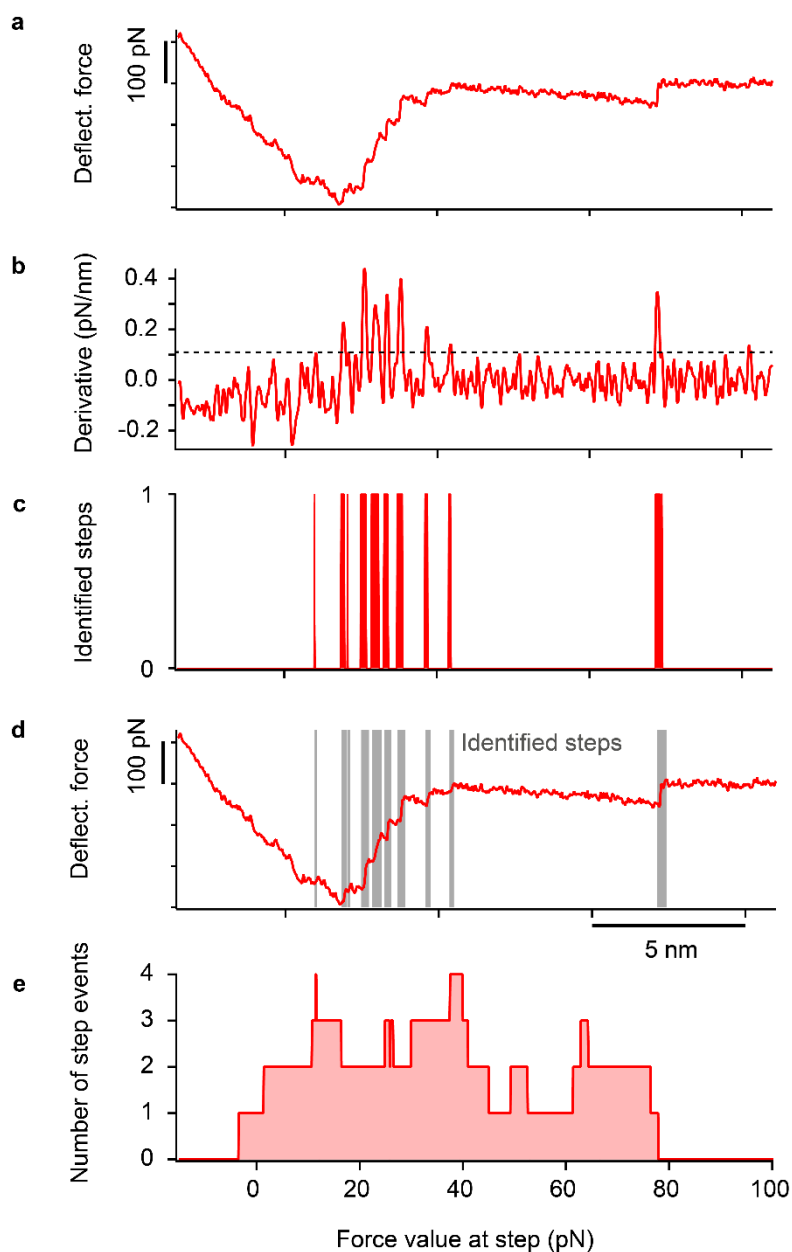 a
Deflect. force
100 pN
b
Derivative (pN/nm)
0.4
0.2
0.0
-0.2
c
Identified steps
1
0
d
Deflect. force
100 pN
Identified steps
5 nm
e
Number of step events
4
3
2
1
0
0 20 40 60 80 100
Force value at step (pN)